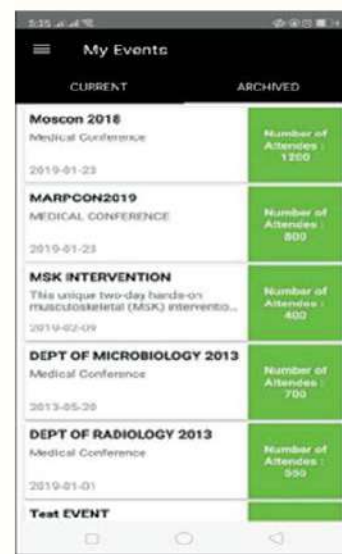 5:35
My Events
CURRENT ARCHIVED
Moscon 2018
Medical Conference
2019-01-23
Number of
Attendes :
1200
MARPCON2019
MEDICAL CONFERENCE
2019-01-23
Number of
Attendes :
800
MSK INTERVENTION
This unique two-day hands-on
musculoskeletal (MSK) interventio...
2019-02-09
Number of
Attendes :
400
DEPT OF MICROBIOLOGY 2013
Medical Conference
2013-05-20
Number of
Attendes :
700
DEPT OF RADIOLOGY 2013
Medical Conference
2019-01-01
Number of
Attendes :
550
Test EVENT